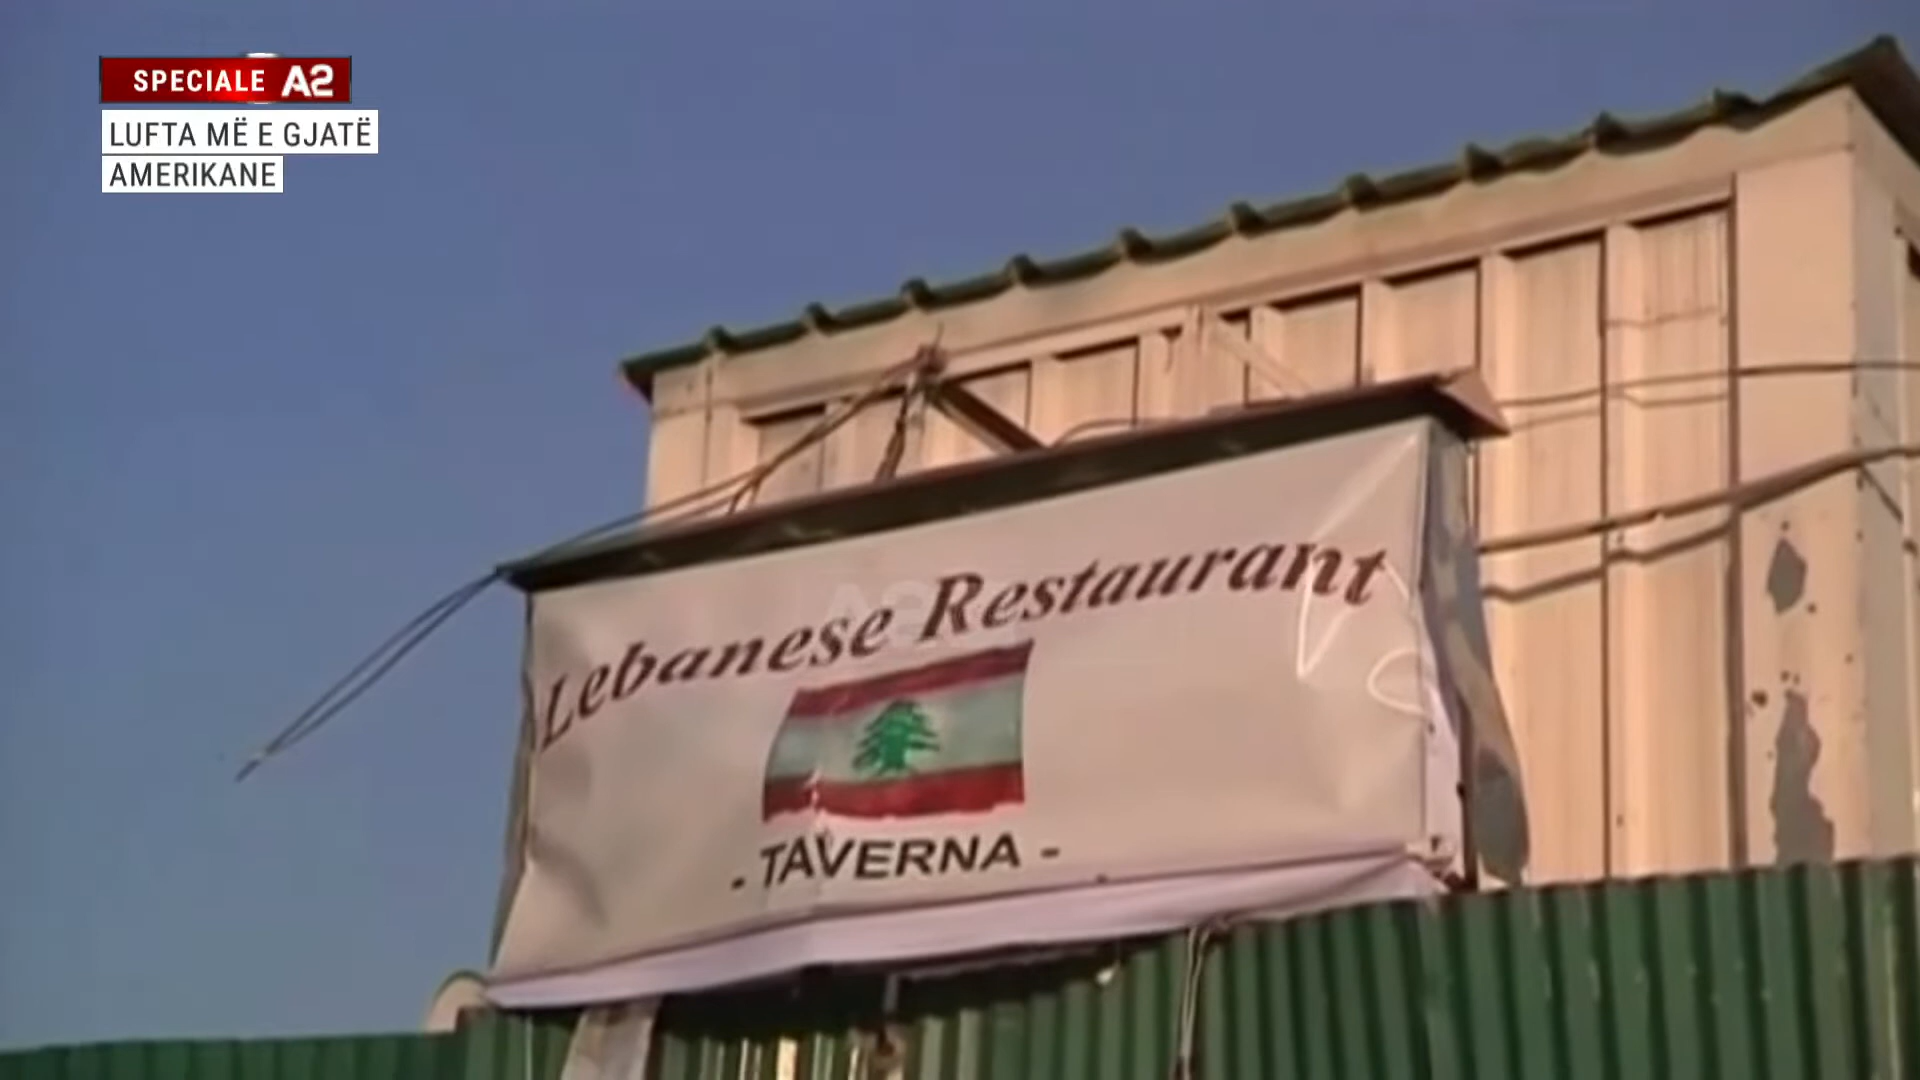 SPECIALE A2
LUFTA MË E GJATË
AMERIKANE
Lebanese Restaurant
- TAVERNA -